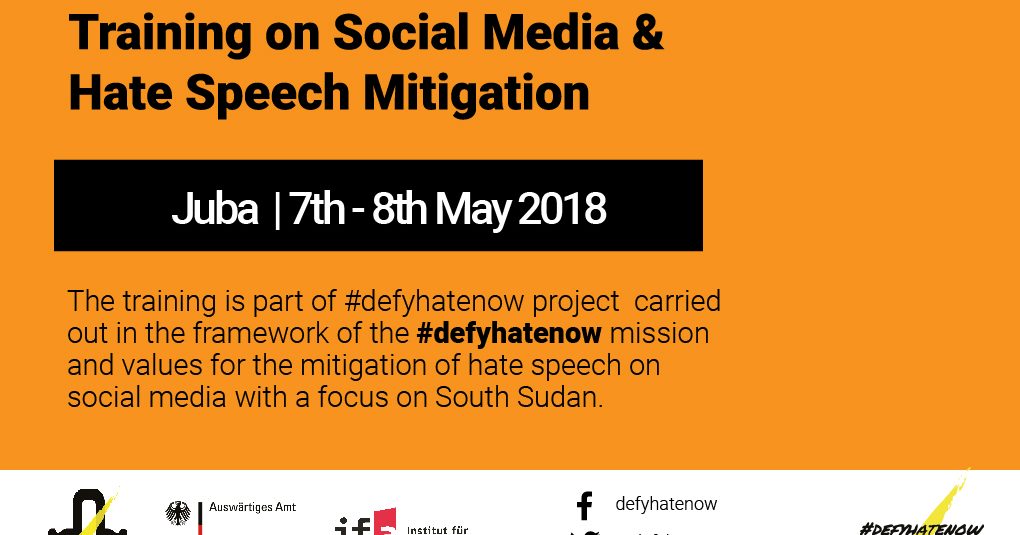 Training on Social Media &
Hate Speech Mitigation
Juba | 7th - 8th May 2018
The training is part of #defyhatenow project carried
out in the framework of the #defyhatenow mission
and values for the mitigation of hate speech on
social media with a focus on South Sudan.
Auswärtiges Amt
Institut für
defyhatenow
#DEFYHATENOW